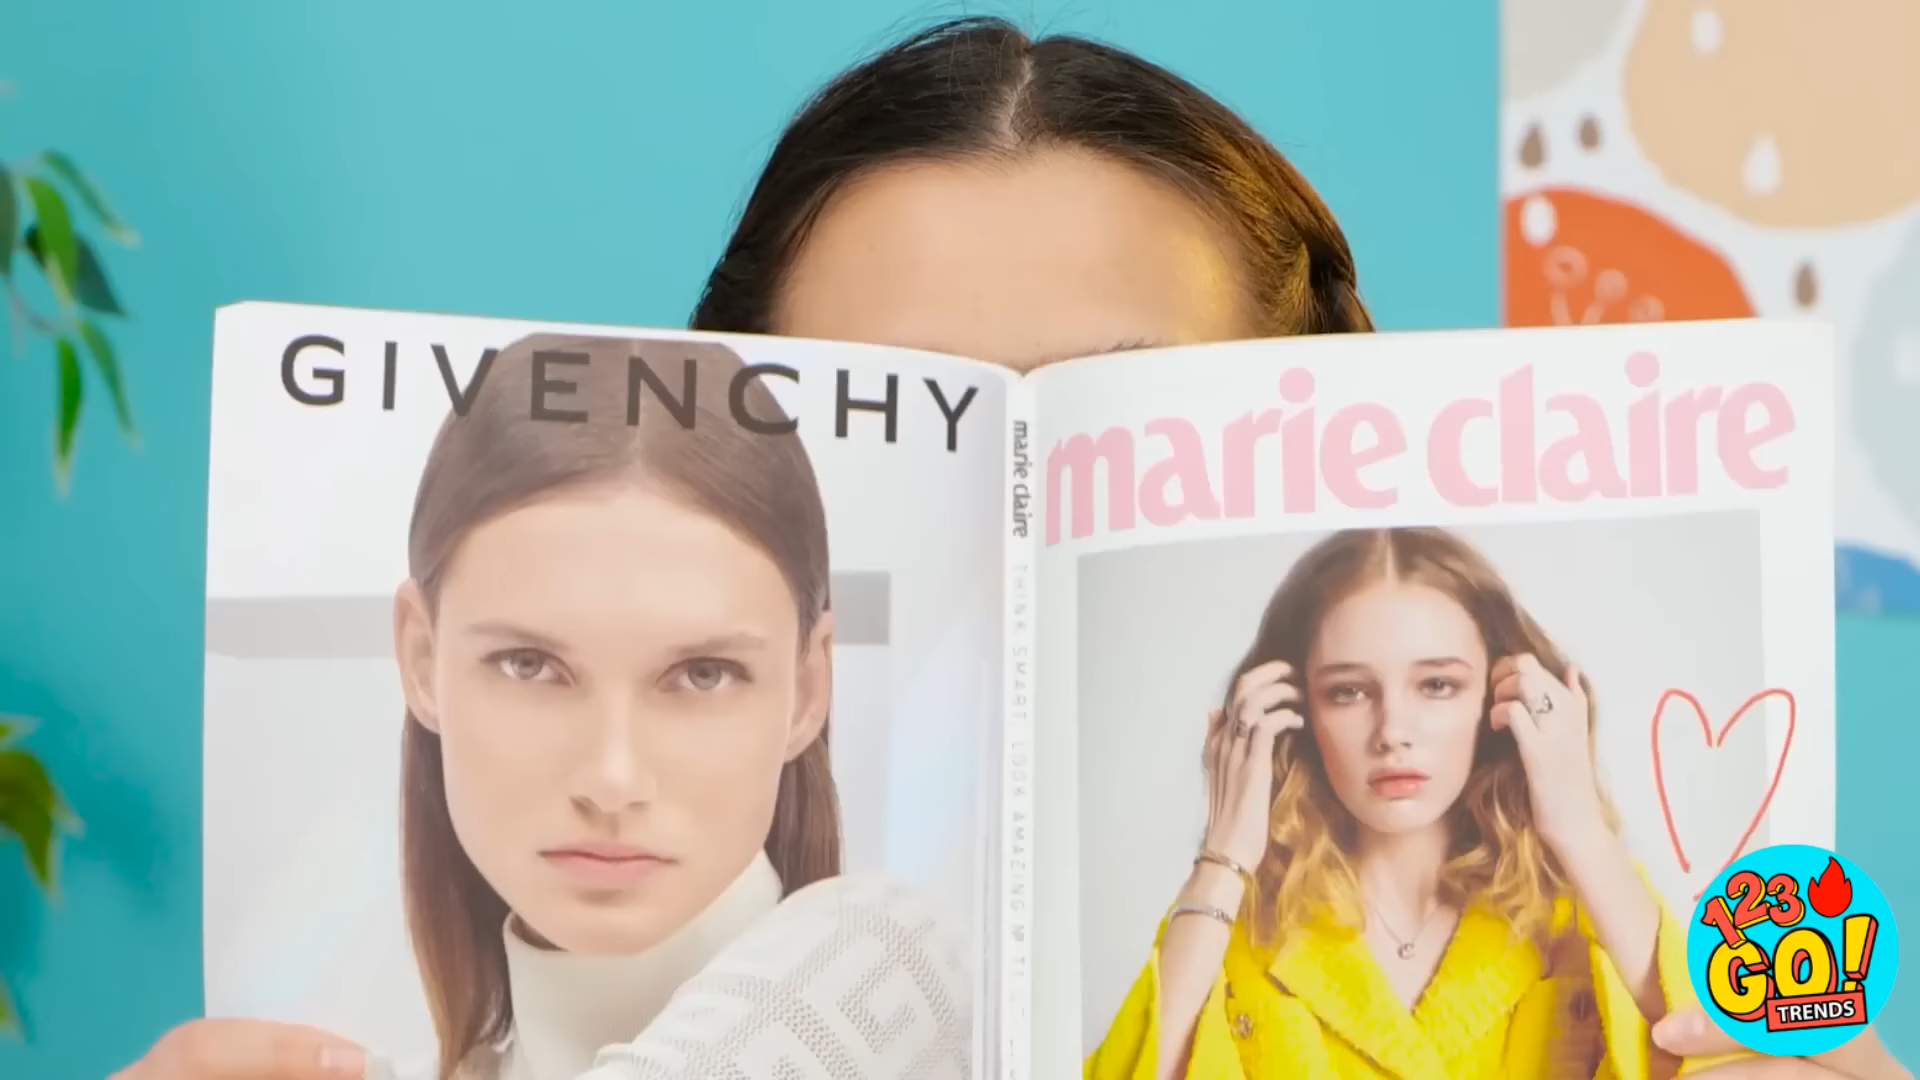 GIVENCHY
marie claire
THINK SMART LOOK AMAZING
marie claire
123
GO!
TRENDS